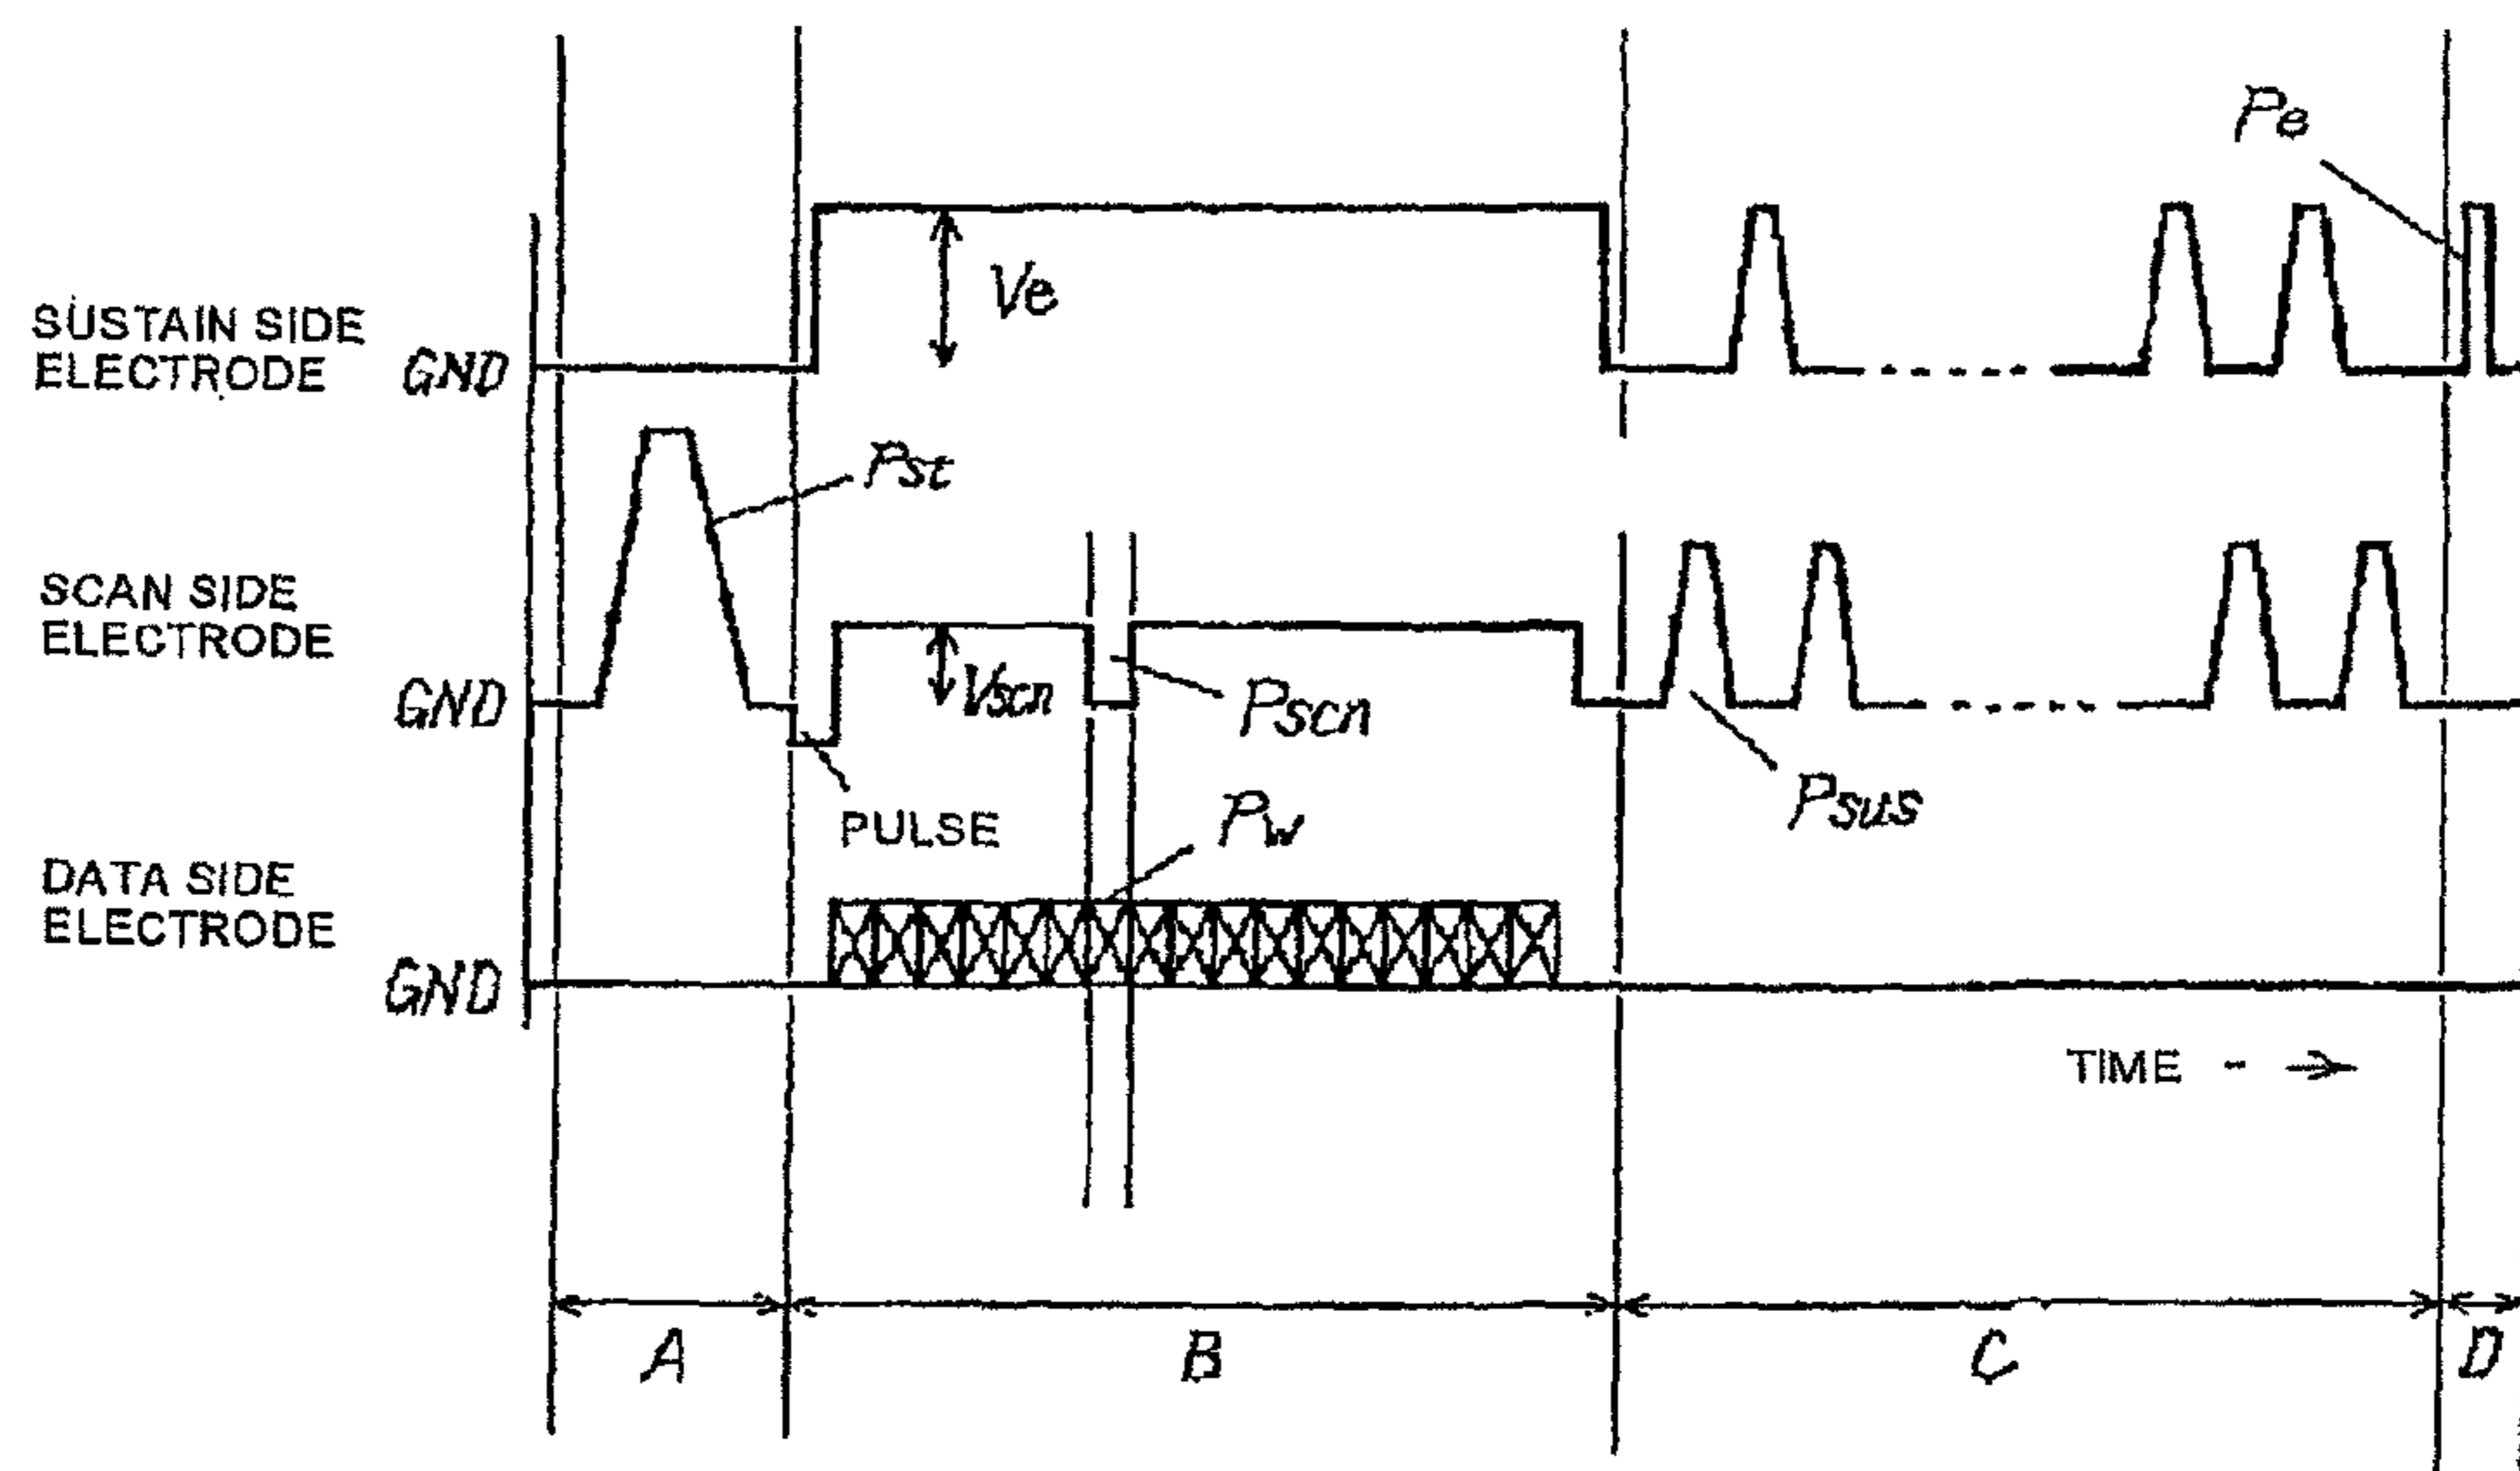 Pe
Ve
SUSTAIN SIDE
ELECTRODE
GND
Pst
SCAN SIDE
ELECTRODE
GND
Vscn
Pscn
PULSE
Pw
Psus
DATA SIDE
ELECTRODE
GND
TIME
A
B
C
D